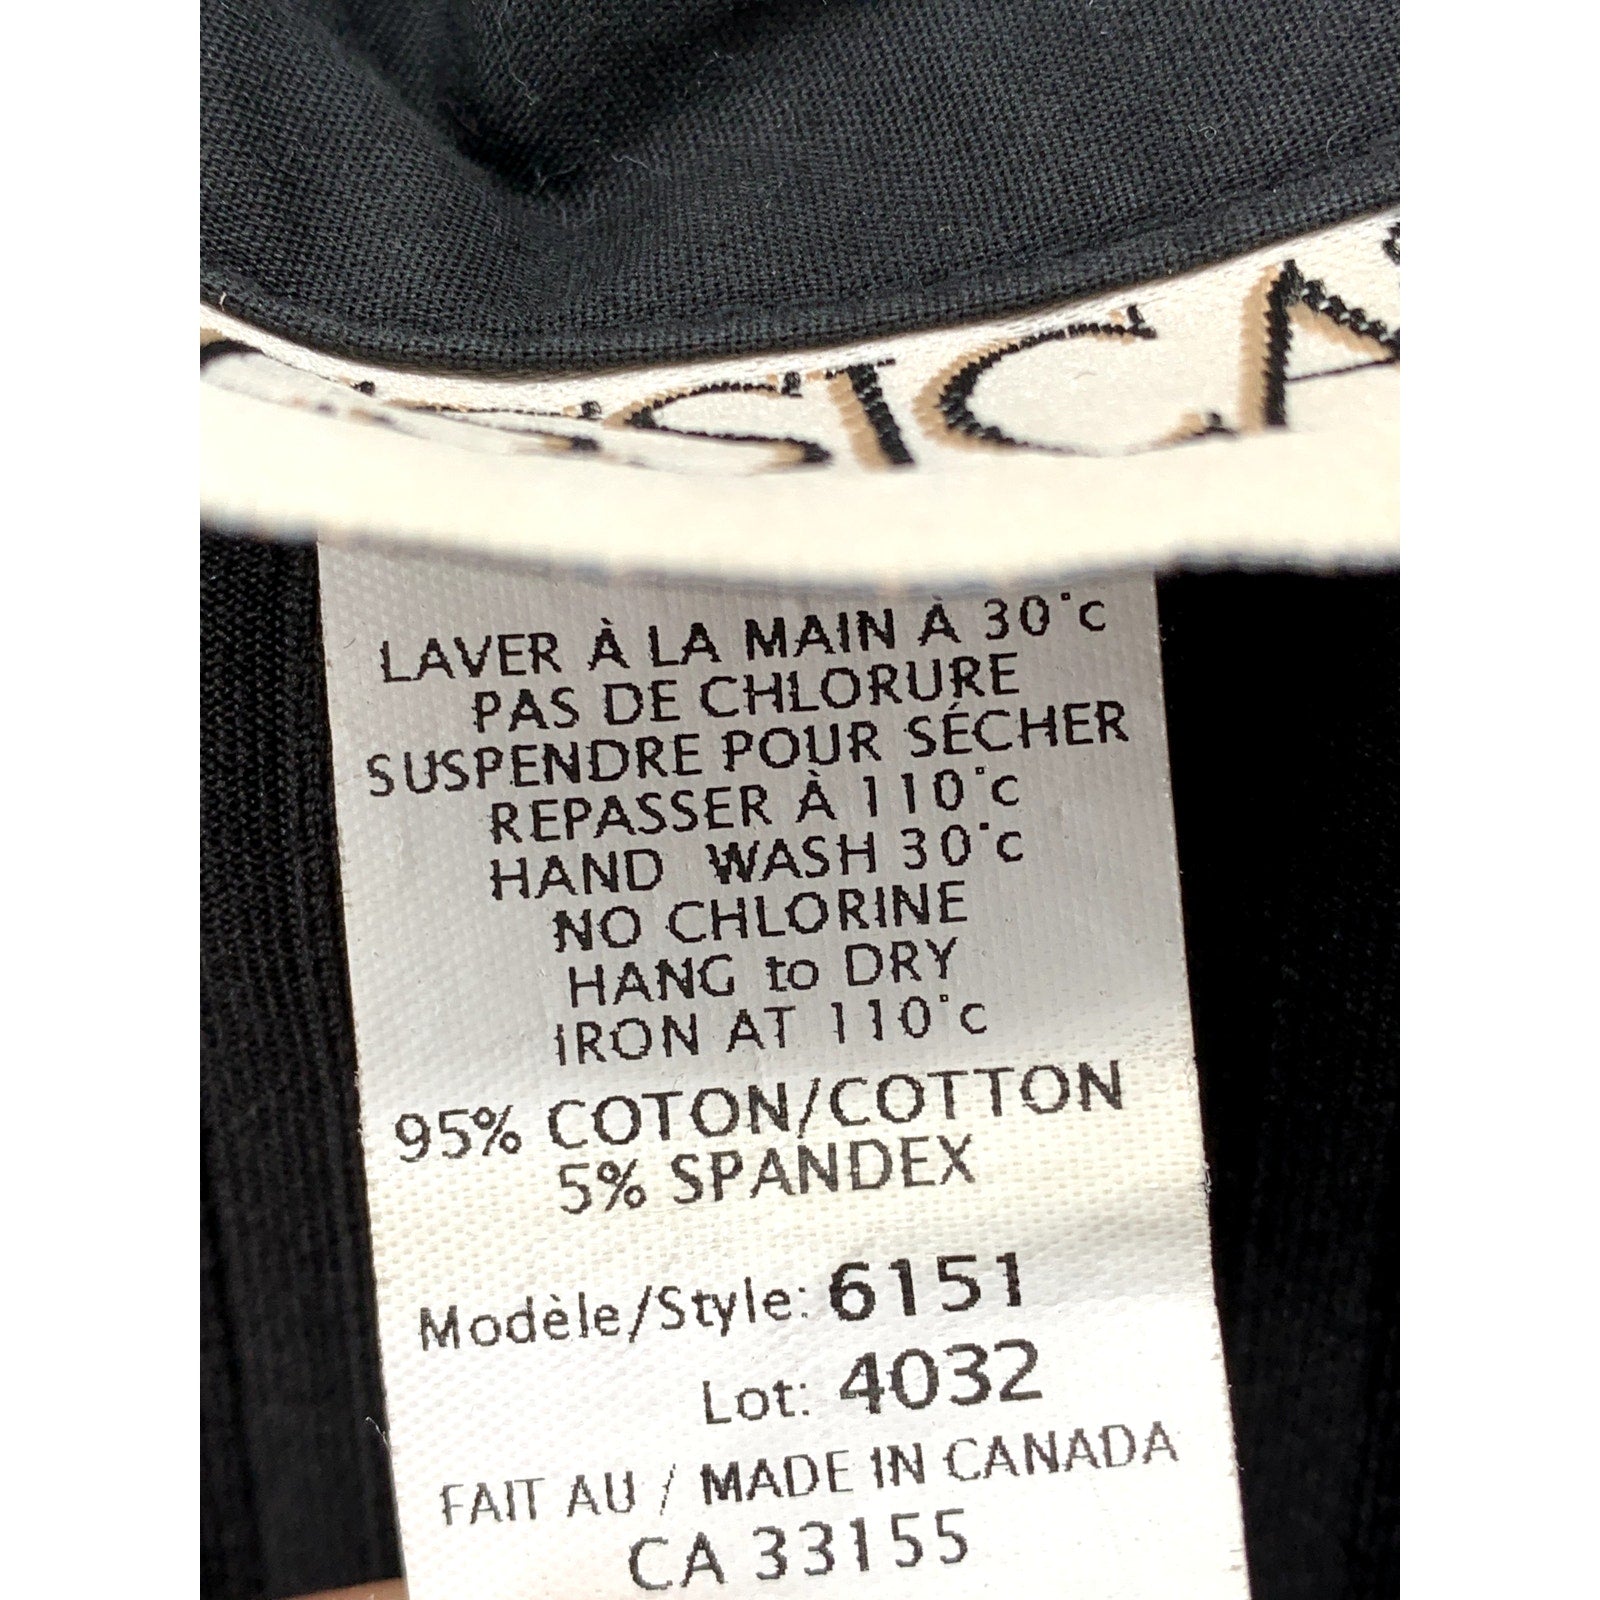 LAVER À LA MAIN À 30°c
PAS DE CHLORURE
SUSPENDRE POUR SÉCHER
REPASSER À 110°c
HAND WASH 30°c
NO CHLORINE
HANG to DRY
IRON AT 110°c
95% COTON/COTTON
5% SPANDEX
Modèle/Style: 6151
Lot: 4032
FAIT AU / MADE IN CANADA
CA 33155